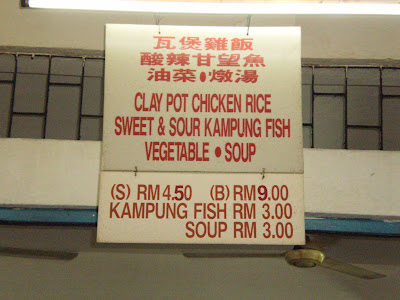 瓦煲雞飯
酸辣甘望魚
油菜•燉湯
CLAY POT CHICKEN RICE
SWEET & SOUR KAMPUNG FISH
VEGETABLE • SOUP
(S) RM 4.50 (B) RM 9.00
KAMPUNG FISH RM 3.00
SOUP RM 3.00